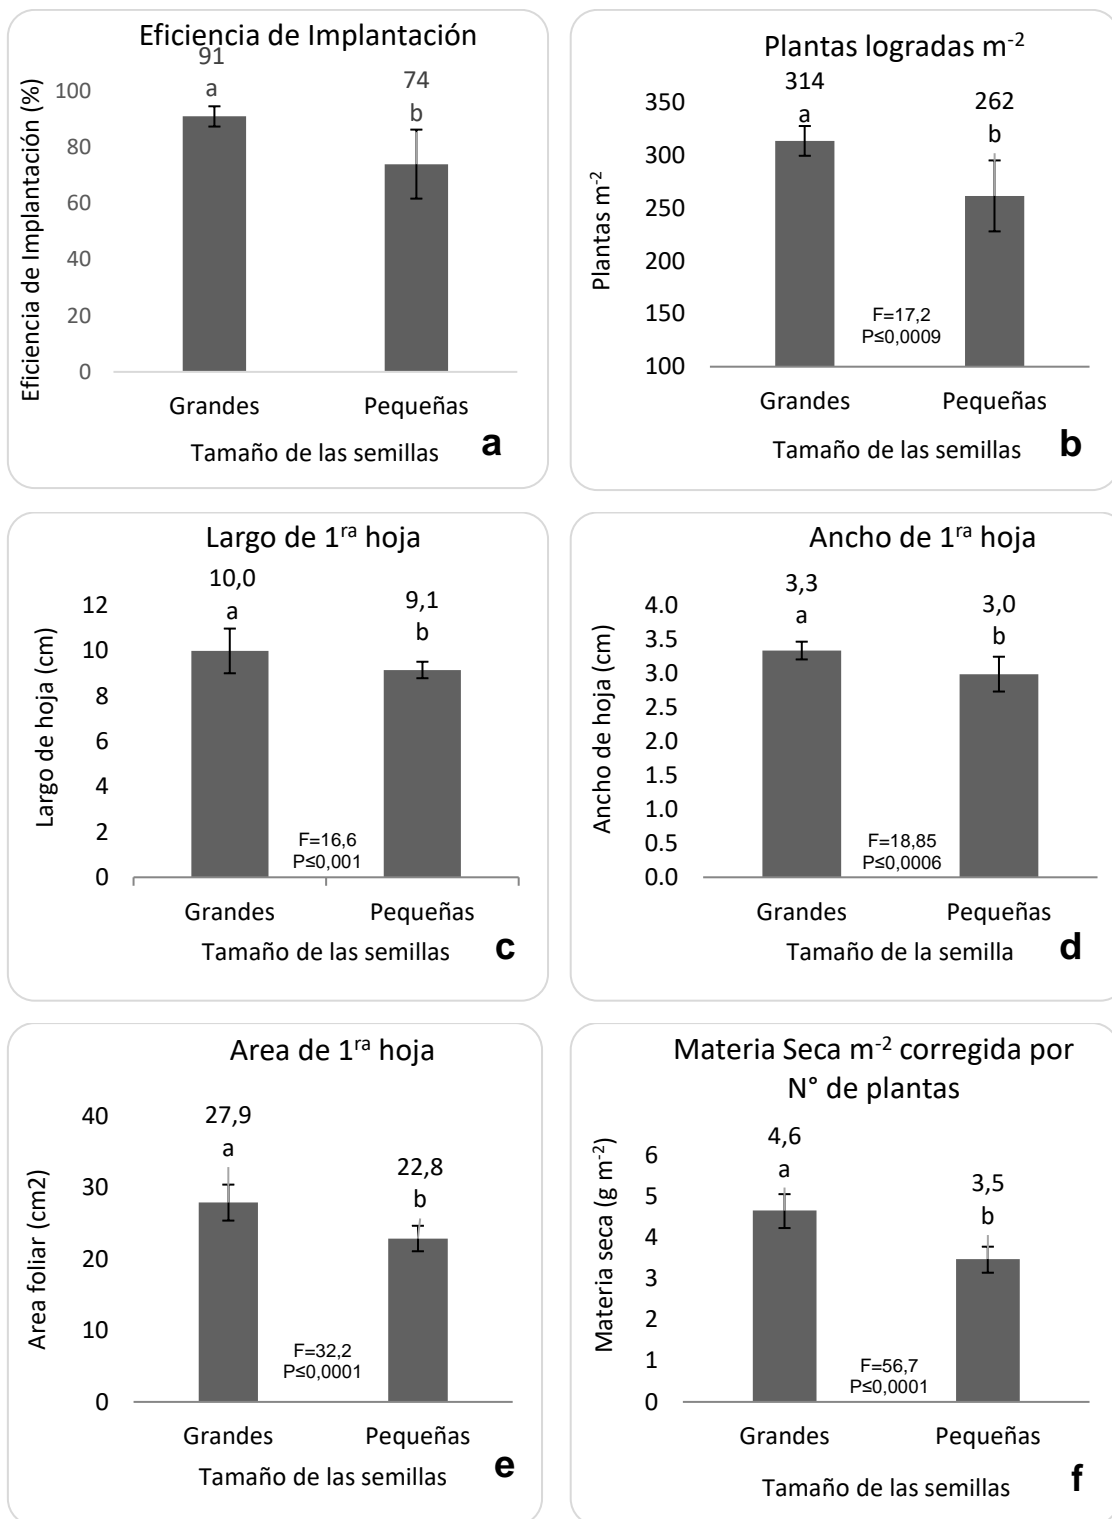 Eficiencia de Implantación
91
a
74
b
Eficiencia de Implantación (%)
100
80
60
40
20
0
Grandes
Pequeñas
Tamaño de las semillas
a
Plantas logradas m-2
314
a
262
b
Plantas m-2
350
300
250
200
150
100
F=17,2
P≤0,0009
Grandes
Pequeñas
Tamaño de las semillas
b
Largo de 1ra hoja
10,0
a
9,1
b
Largo de hoja (cm)
12
10
8
6
4
2
0
F=16,6
P≤0,001
Grandes
Pequeñas
Tamaño de las semillas
c
Ancho de 1ra hoja
3,3
a
3,0
b
Ancho de hoja (cm)
4.0
3.5
3.0
2.5
2.0
1.5
1.0
0.5
0.0
F=18,85
P≤0,0006
Grandes
Pequeñas
Tamaño de la semilla
d
Area de 1ra hoja
27,9
a
22,8
b
Area foliar (cm2)
40
30
20
10
0
F=32,2
P≤0,0001
Grandes
Pequeñas
Tamaño de las semillas
e
Materia Seca m-2 corregida por
N° de plantas
4,6
a
3,5
b
Materia seca (g m-2)
6
5
4
3
2
1
0
F=56,7
P≤0,0001
Grandes
Pequeñas
Tamaño de las semillas
f